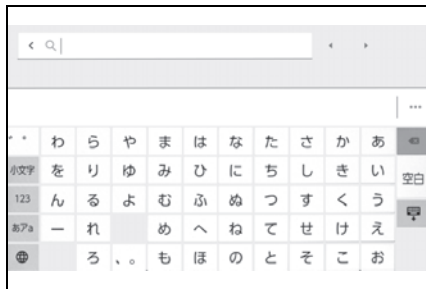 ゛゜ わ ら や ま は な た さ か あ
小文字 を り ゆ み ひ に ち し き い 空白
123 ん る よ む ふ ぬ つ す く う
あアa ー れ め へ ね て せ け え
ろ 、。 も ほ の と そ こ お